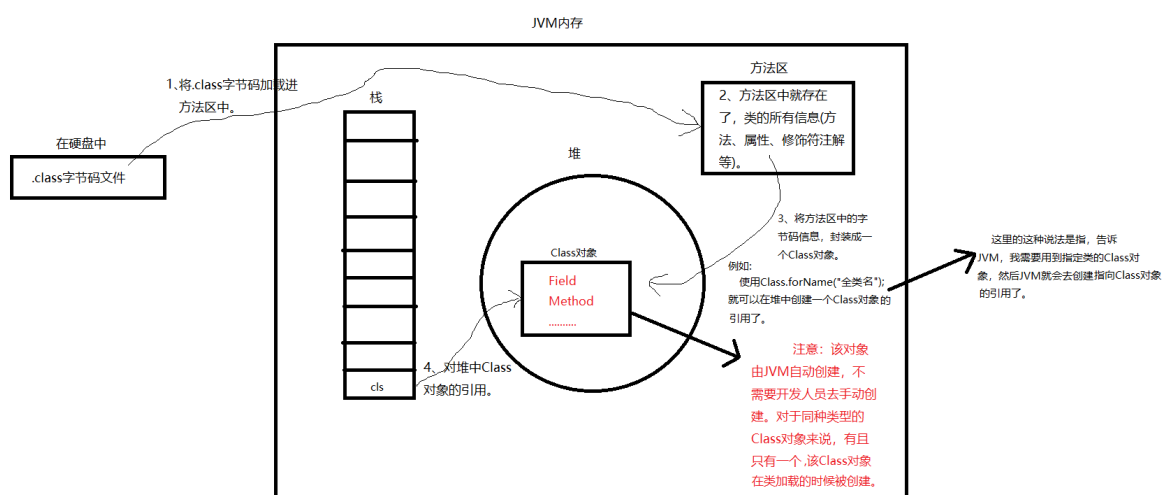 JVM内存
1、将.class字节码加载进
方法区中。
在硬盘中
.class字节码文件
栈
cls
堆
Class对象
Field
Method
..........
方法区
2、方法区中就存在
了，类的所有信息(方
法、属性、修饰符注解
等)。
3、将方法区中的字
节码信息，封装成一
个Class对象。
例如:
使用Class.forName("全类名");
就可以在堆中创建一个Class对象的
引用了。
4、对堆中Class
对象的引用。
注意：该对象
由JVM自动创建，不
需要开发人员去手动创
建。对于同种类型的
Class对来说，有且
只有一个,该Class对象
在类加载的时候被创建。
这里的这种说法是指，告诉
JVM，我需要用到指定类的Class对
象，然后JVM就会去创建指向Class对象
的引用了。